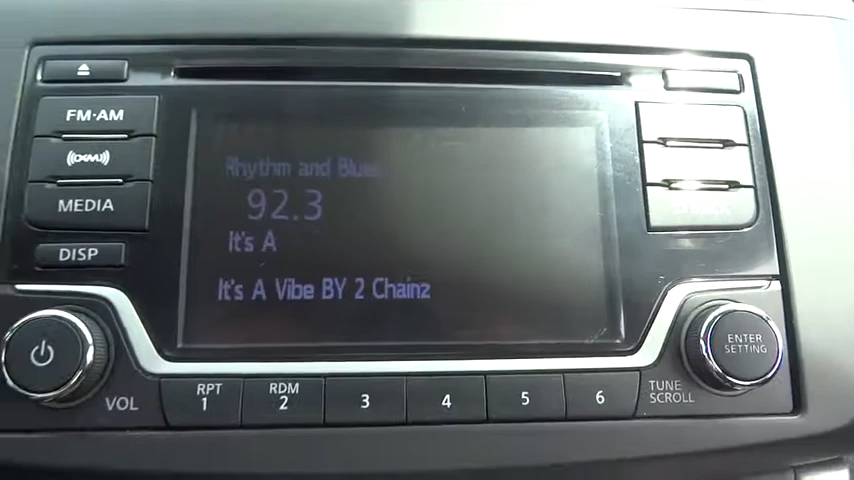 FM·AM
((XM))
MEDIA
DISP
Rhythm and Blues
92.3
It's A
It's A Vibe BY 2 Chainz
VOL
RPT
1
RDM
2
3
4
5
6
TUNE
SCROLL
ENTER
SETTING